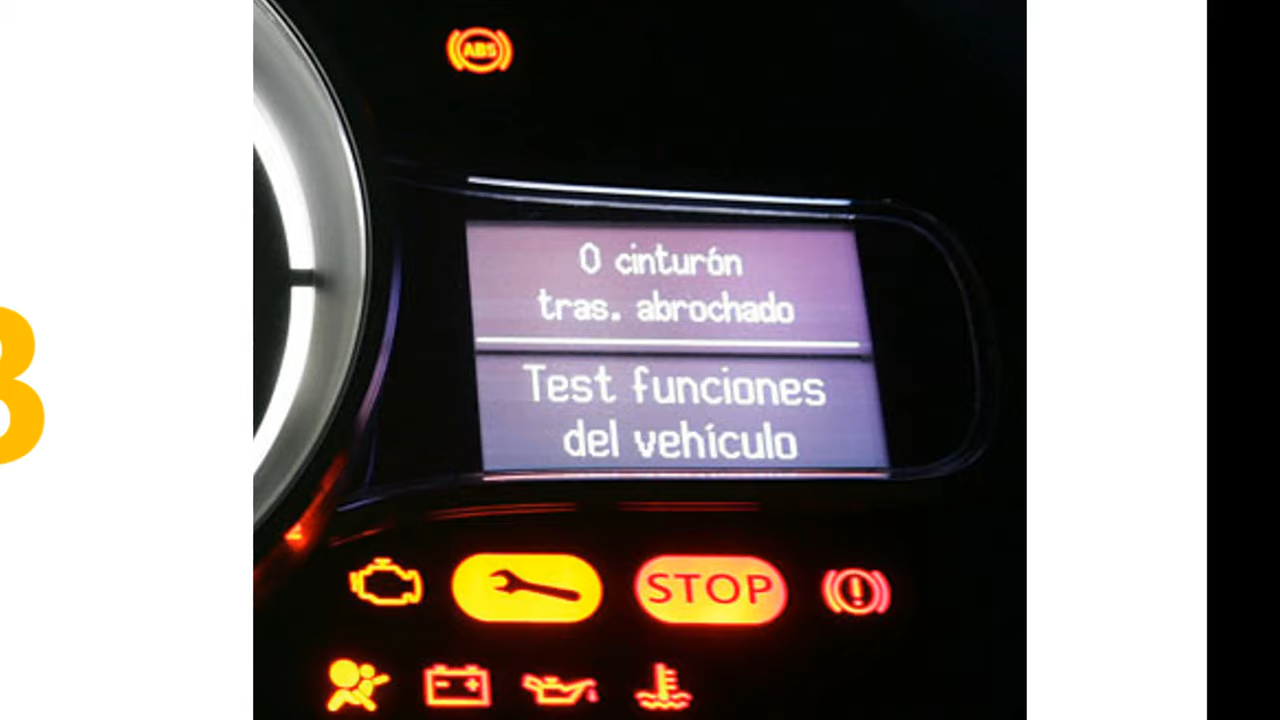 ABS
0 cinturón
tras. abrochado
Test funciones
del vehículo
STOP